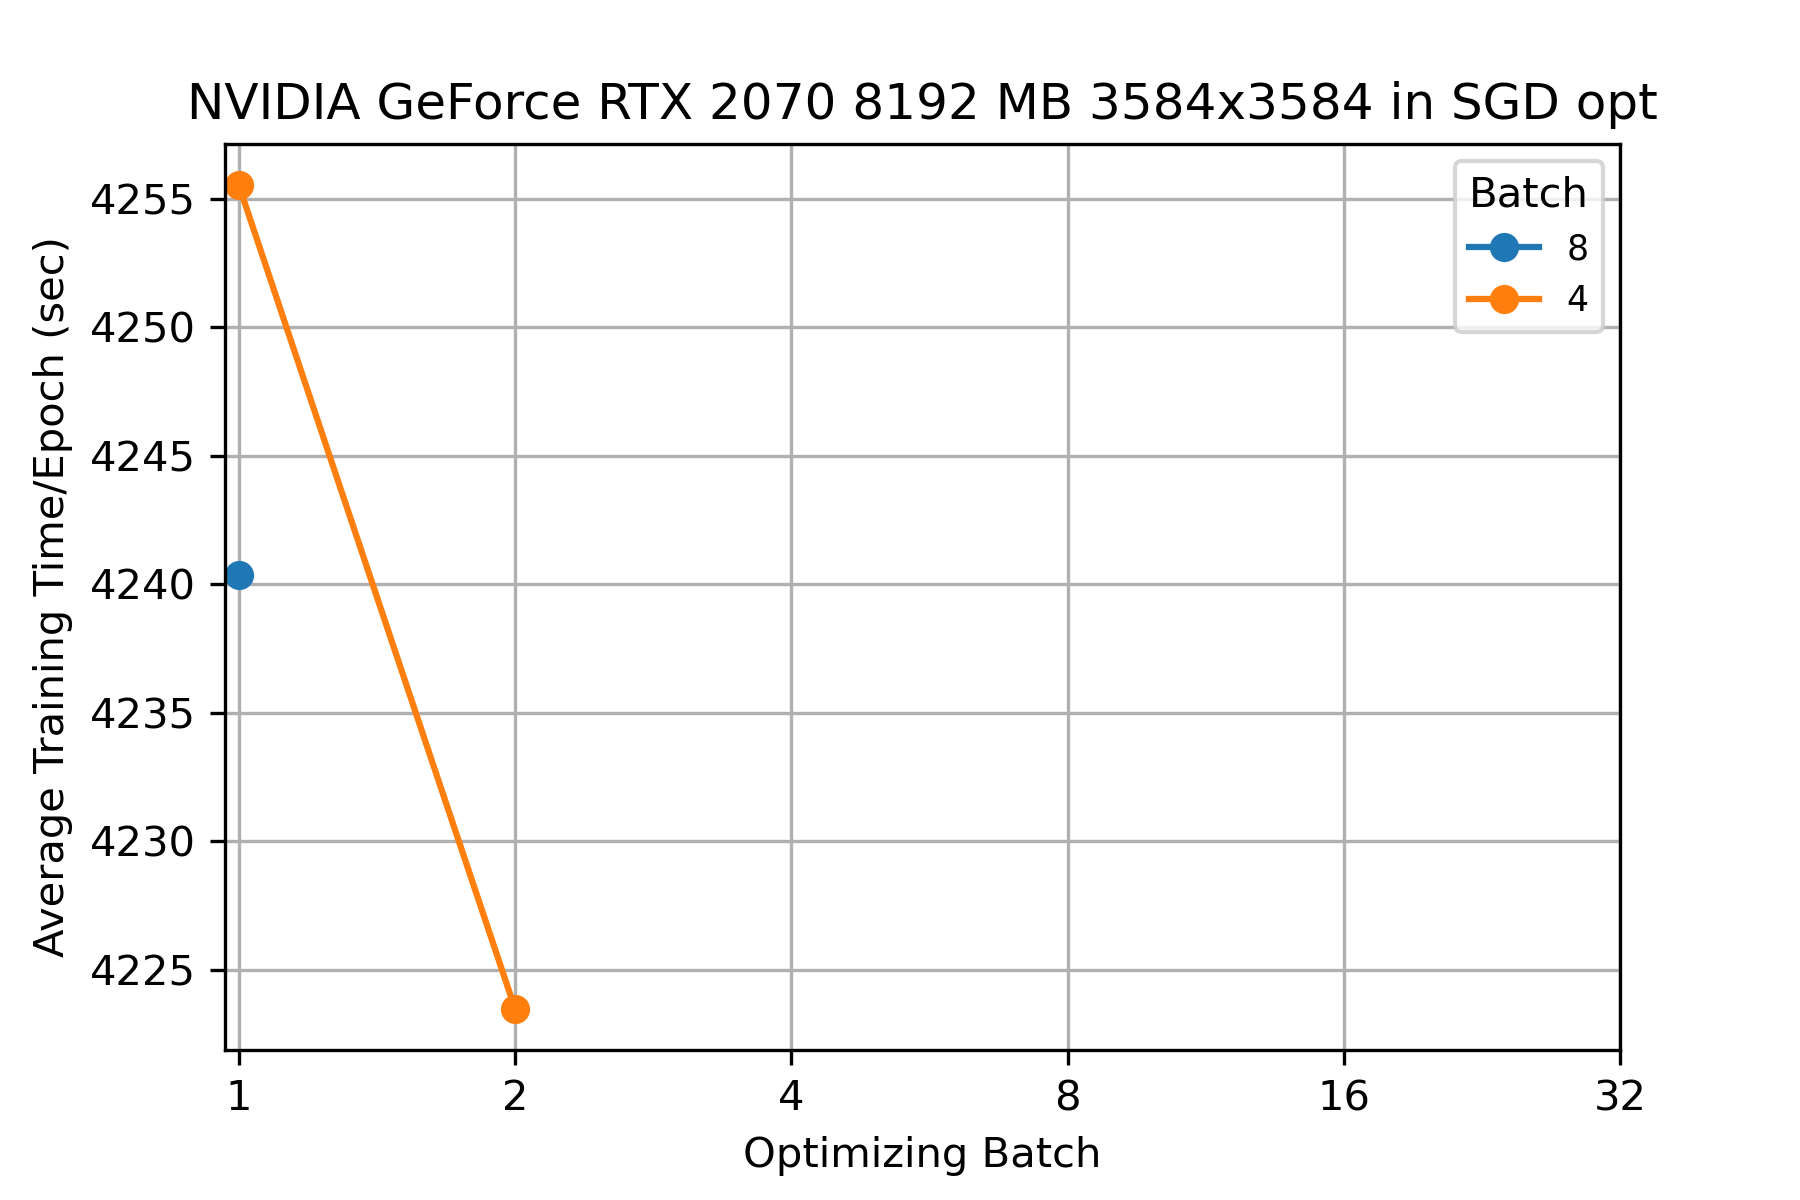 NVIDIA GeForce RTX 2070 8192 MB 3584x3584 in SGD opt
Average Training Time/Epoch (sec)
4255
4250
4245
4240
4235
4230
4225
Batch
8
4
1 2 4 8 16 32
Optimizing Batch